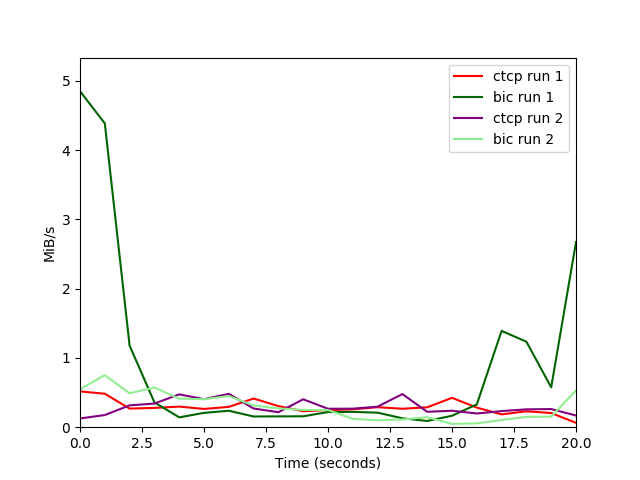 ctcp run 1
bic run 1
ctcp run 2
bic run 2
MiB/s
5
4
3
2
1
0
0.0 2.5 5.0 7.5 10.0 12.5 15.0 17.5 20.0
Time (seconds)